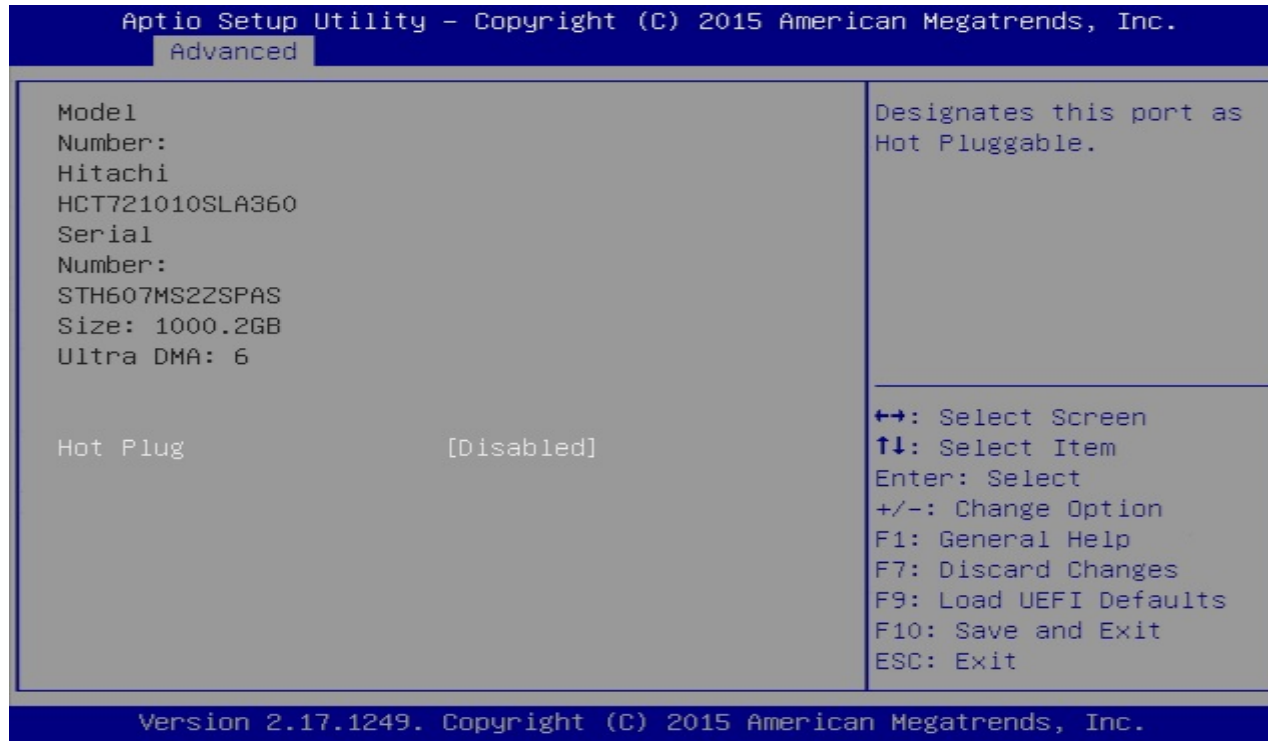 Aptio Setup Utility – Copyright (C) 2015 American Megatrends, Inc.
Advanced
Model
Number:
Hitachi
HCT721010SLA360
Serial
Number:
STH607MS2ZSPAS
Size: 1000.2GB
Ultra DMA: 6
Hot Plug [Disabled]
Designates this port as
Hot Pluggable.
↔: Select Screen
↑↓: Select Item
Enter: Select
+/-: Change Option
F1: General Help
F7: Discard Changes
F9: Load UEFI Defaults
F10: Save and Exit
ESC: Exit
Version 2.17.1249. Copyright (C) 2015 American Megatrends, Inc.